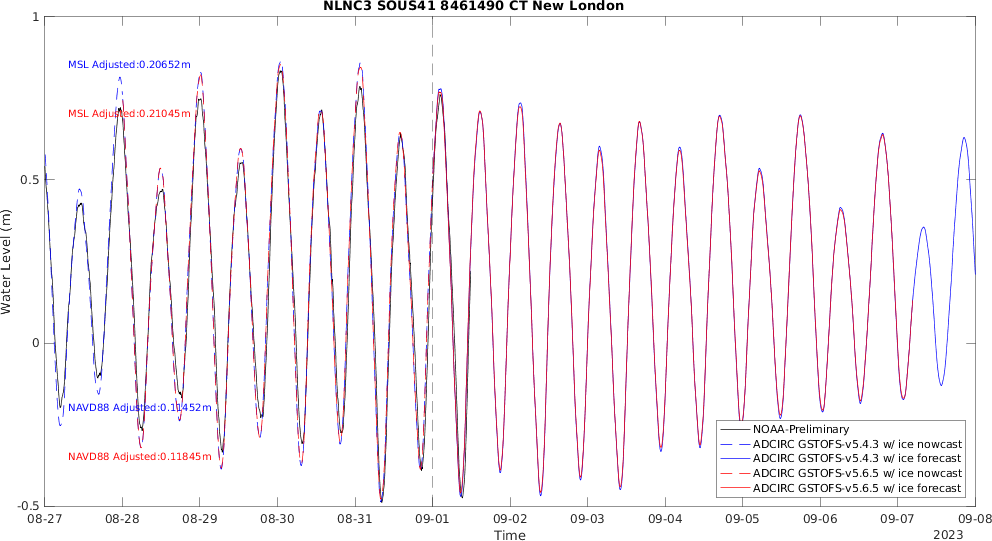 NLNC3 SOUS41 8461490 CT New London
Water Level (m)
1
0.5
0
-0.5
MSL Adjusted:0.20652m
MSL Adjusted:0.21045m
NAVD88 Adjusted:0.11452m
NAVD88 Adjusted:0.11845m
NOAA-Preliminary
ADCIRC GSTOFS-v5.4.3 w/ ice nowcast
ADCIRC GSTOFS-v5.4.3 w/ ice forecast
ADCIRC GSTOFS-v5.6.5 w/ ice nowcast
ADCIRC GSTOFS-v5.6.5 w/ ice forecast
08-27 08-28 08-29 08-30 08-31 09-01 09-02 09-03 09-04 09-05 09-06 09-07 09-08
Time
2023